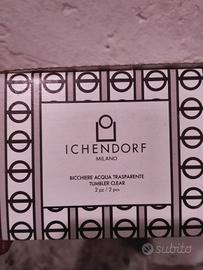 ICHENDORF
MILANO
BICCHIERE ACQUA TRASPARENTE
TUMBLER CLEAR
2 pz / 2 pcs
subito